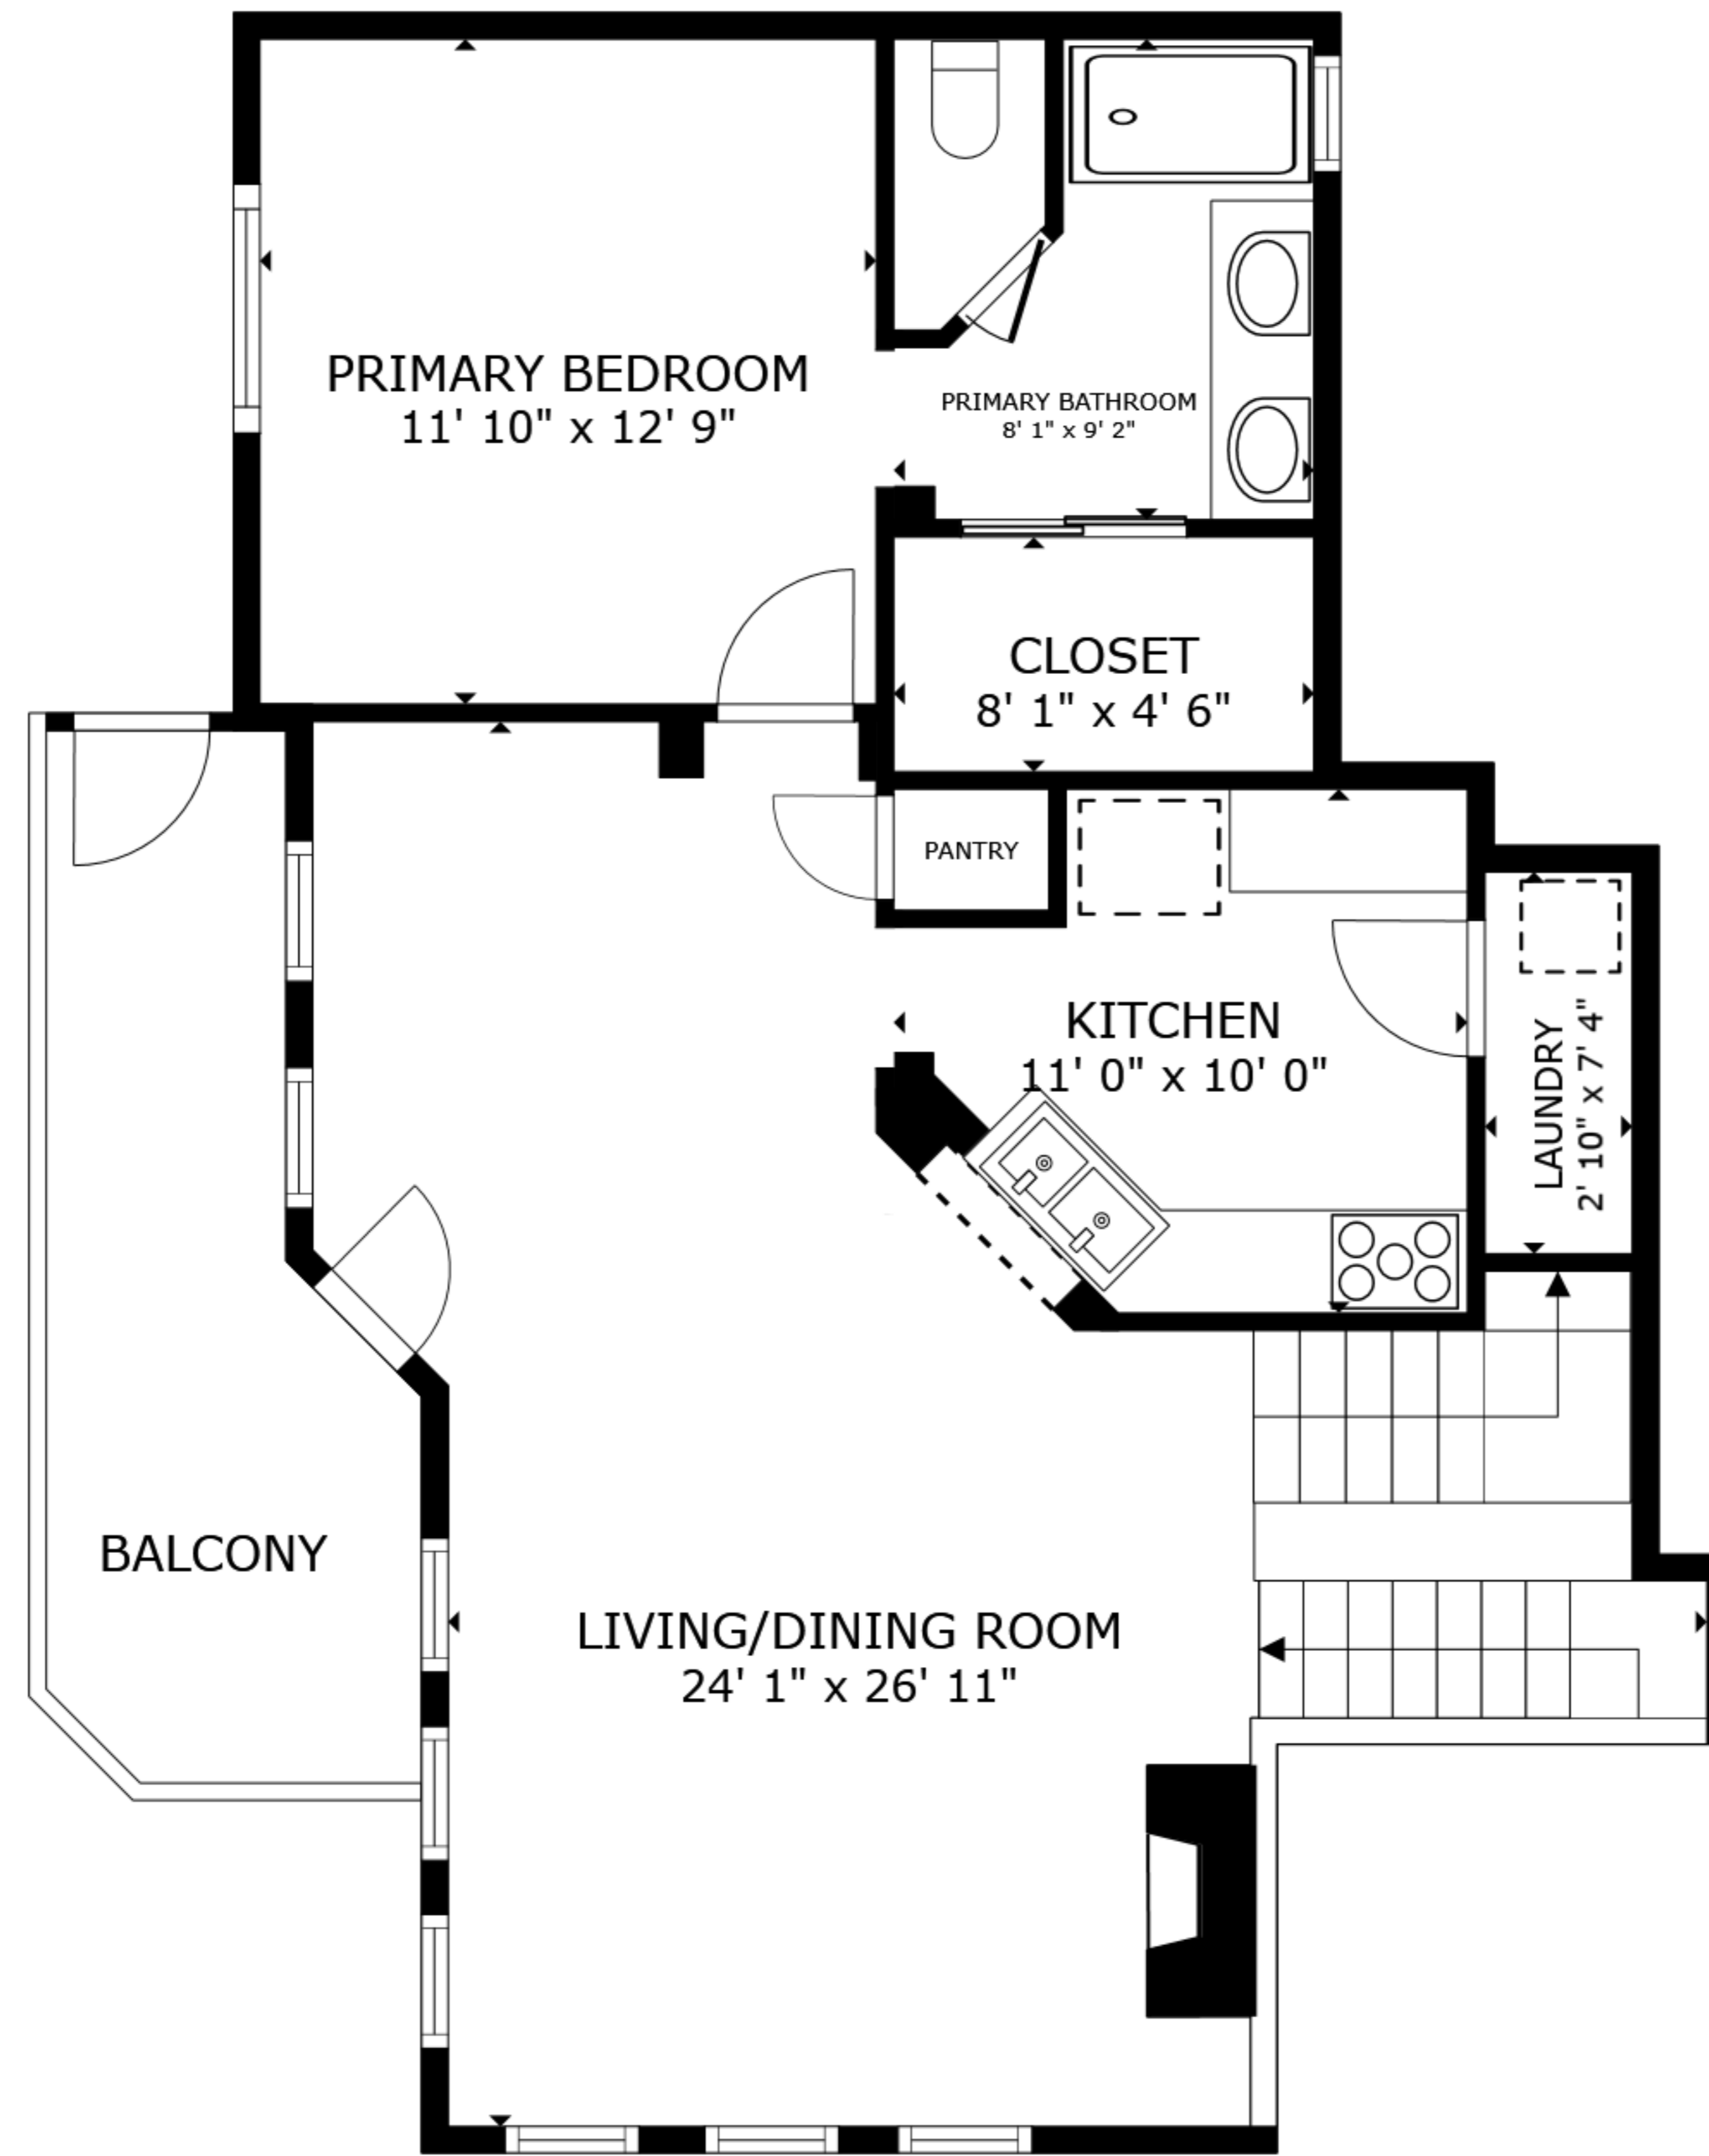 PRIMARY BEDROOM
11' 10" x 12' 9"
PRIMARY BATHROOM
8' 1" x 9' 2"
CLOSET
8' 1" x 4' 6"
PANTRY
KITCHEN
11' 0" x 10' 0"
LAUNDRY
2' 10" x 7' 4"
BALCONY
LIVING/DINING ROOM
24' 1" x 26' 11"